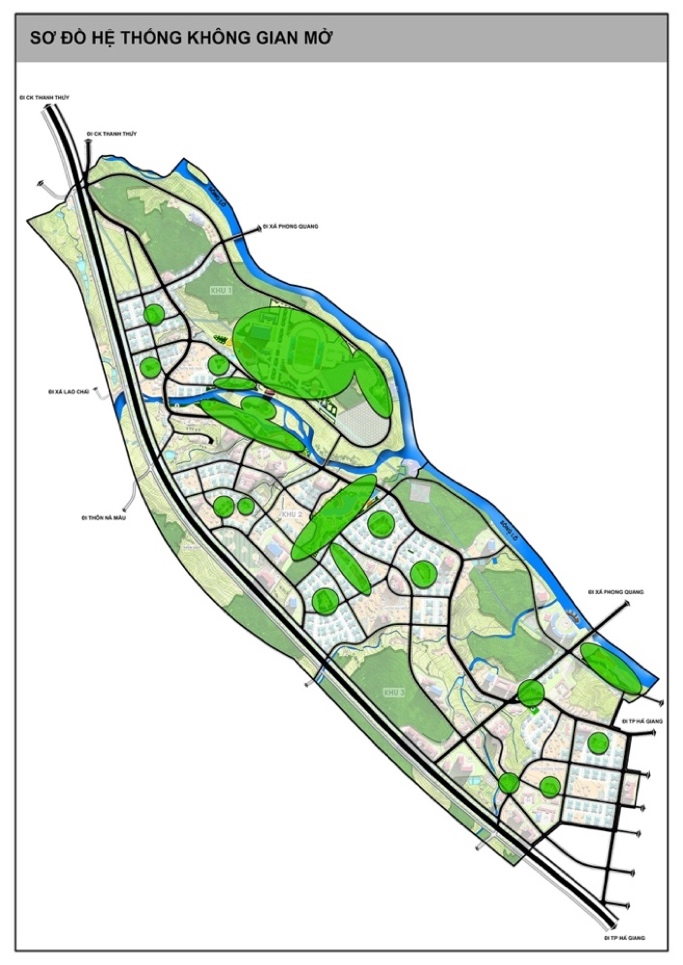 SƠ ĐỒ HỆ THỐNG KHÔNG GIAN MỞ
ĐI CK THANH THỦY
ĐI CK THANH THỦY
SÔNG LÔ
ĐI XÃ PHONG QUANG
KHU 1
ĐI XÃ LAO CHẢI
ĐI THÔN NÀ MÀU
KHU 2
SÔNG LÔ
ĐI XÃ PHONG QUANG
KHU 3
ĐI TP HÀ GIANG
ĐI TP HÀ GIANG